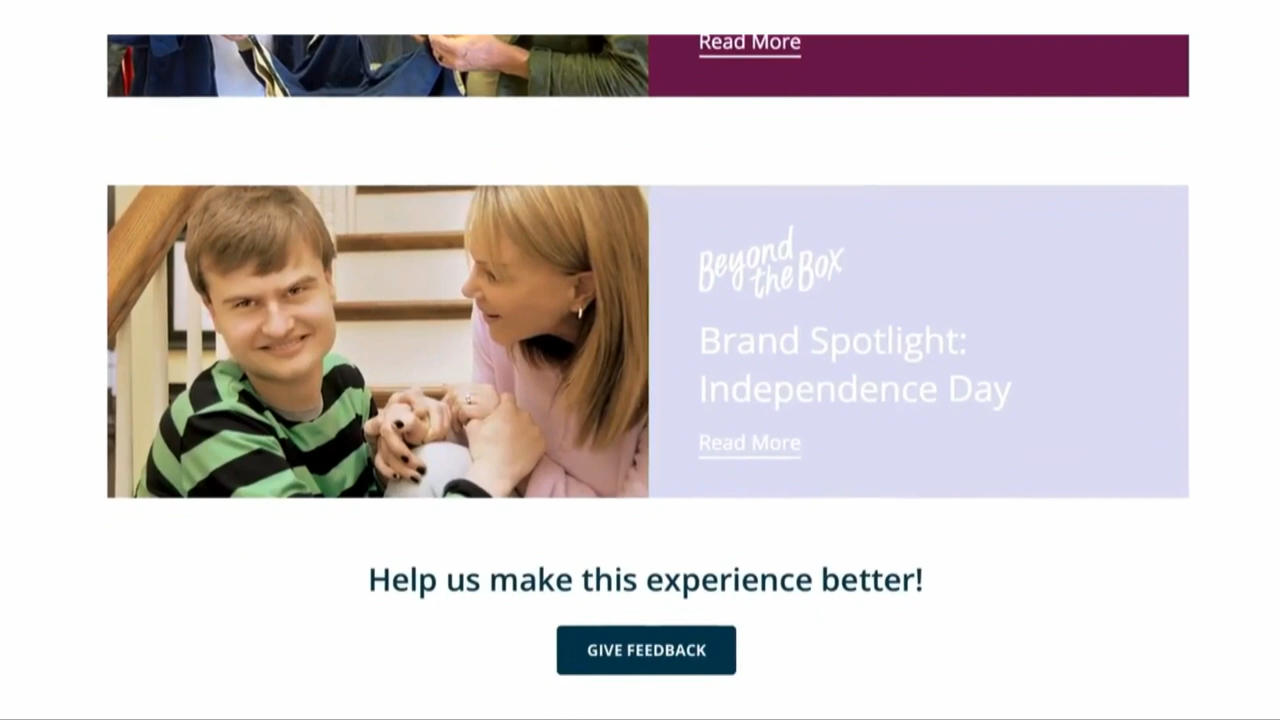 Read More
Beyond
the Box
Brand Spotlight:
Independence Day
Read More
Help us make this experience better!
GIVE FEEDBACK